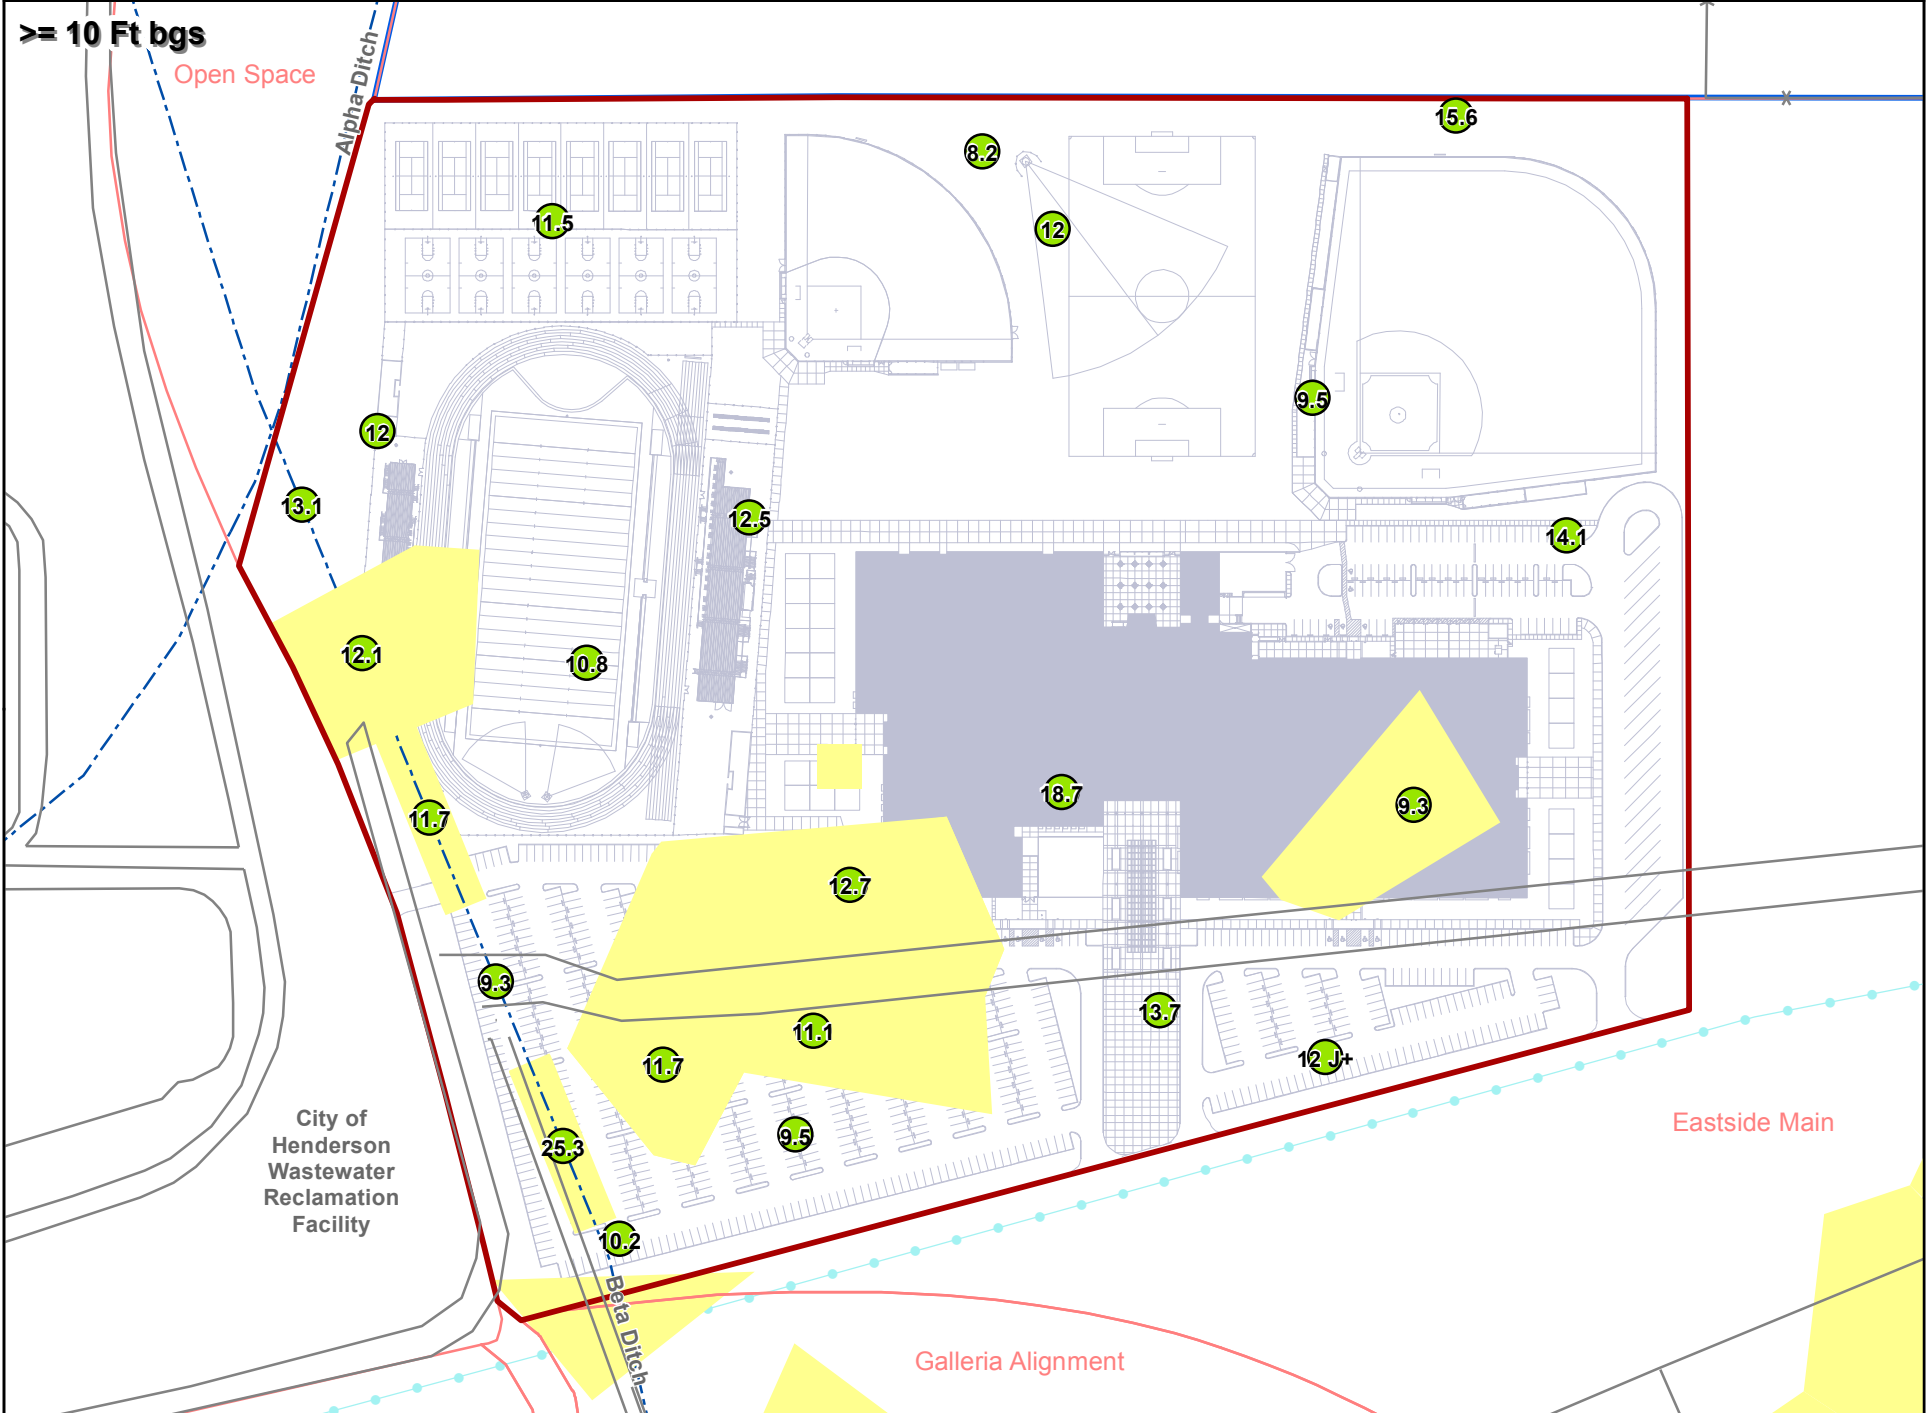 >= 10 Ft bgs
Open Space
Alpha Ditch
15.6
8.2
11.5
12
9.5
12
13.1
12.5
14.1
12.1
10.8
18.7
9.3
11.7
12.7
9.3
13.7
11.1
12 J+
11.7
City of
Henderson
Wastewater
Reclamation
Facility
9.5
25.3
Eastside Main
10.2
Beta Ditch
Galleria Alignment